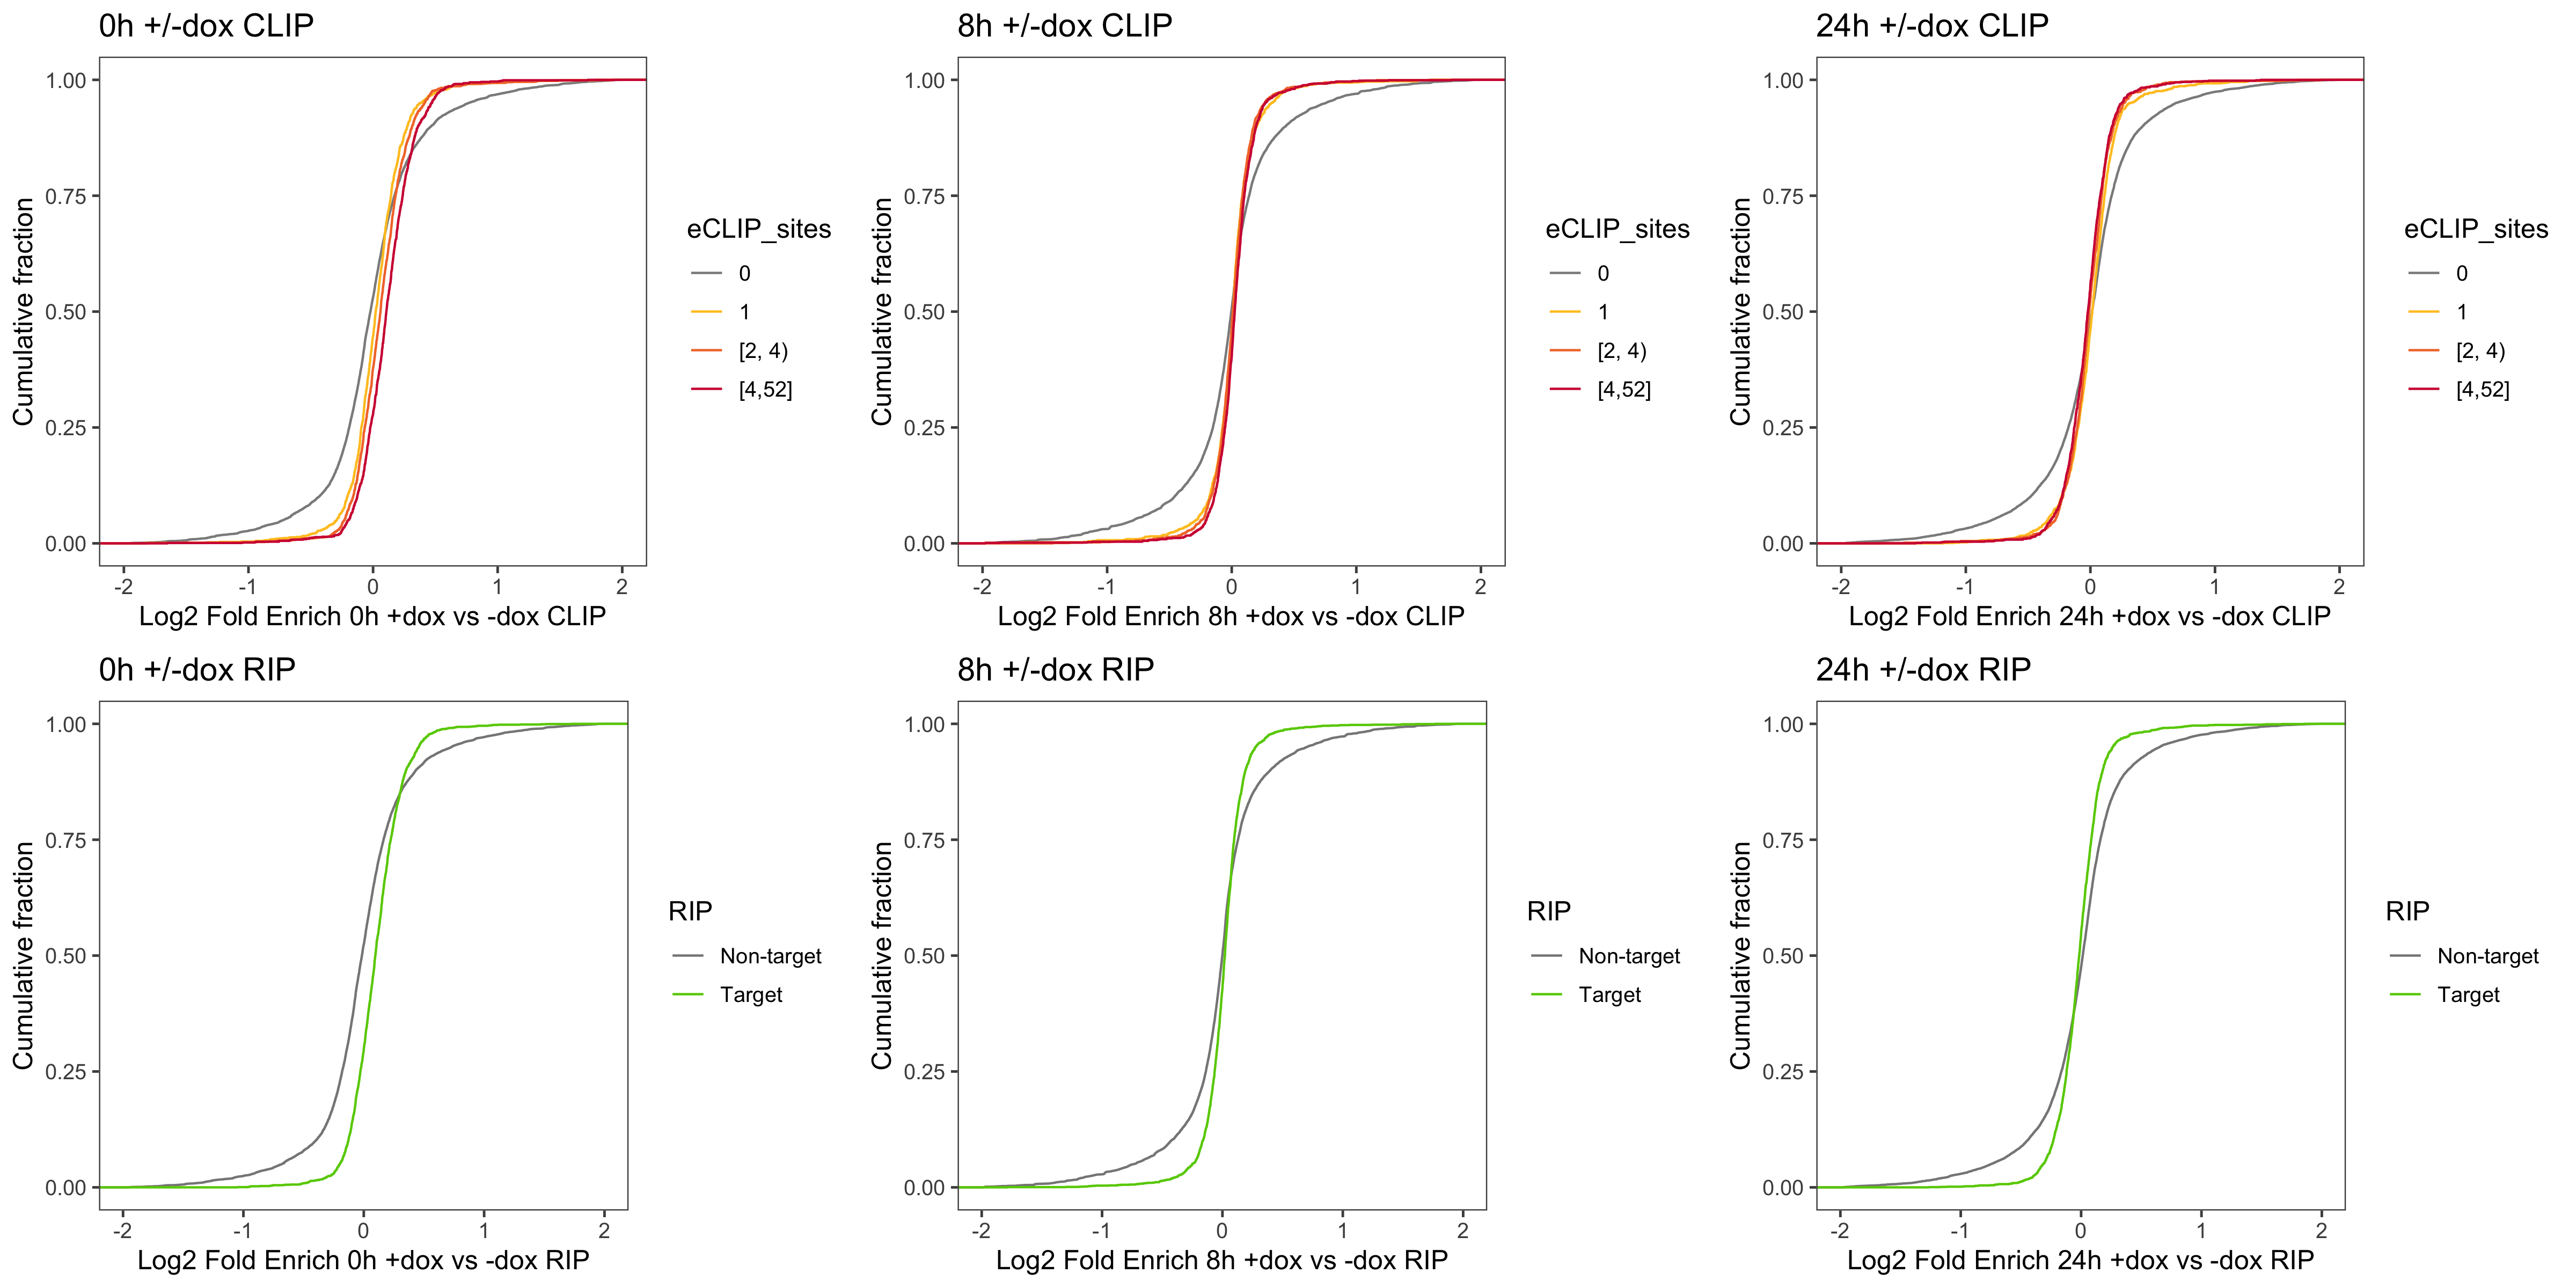 0h +/-dox CLIP
Cumulative fraction
1.00
0.75
0.50
0.25
0.00
-2 -1 0 1 2
Log2 Fold Enrich 0h +dox vs -dox CLIP
eCLIP_sites
0
1
[2, 4)
[4,52]
8h +/-dox CLIP
Cumulative fraction
1.00
0.75
0.50
0.25
0.00
-2 -1 0 1 2
Log2 Fold Enrich 8h +dox vs -dox CLIP
eCLIP_sites
0
1
[2, 4)
[4,52]
24h +/-dox CLIP
Cumulative fraction
1.00
0.75
0.50
0.25
0.00
-2 -1 0 1 2
Log2 Fold Enrich 24h +dox vs -dox CLIP
eCLIP_sites
0
1
[2, 4)
[4,52]
0h +/-dox RIP
Cumulative fraction
1.00
0.75
0.50
0.25
0.00
-2 -1 0 1 2
Log2 Fold Enrich 0h +dox vs -dox RIP
RIP
Non-target
Target
8h +/-dox RIP
Cumulative fraction
1.00
0.75
0.50
0.25
0.00
-2 -1 0 1 2
Log2 Fold Enrich 8h +dox vs -dox RIP
RIP
Non-target
Target
24h +/-dox RIP
Cumulative fraction
1.00
0.75
0.50
0.25
0.00
-2 -1 0 1 2
Log2 Fold Enrich 24h +dox vs -dox RIP
RIP
Non-target
Target